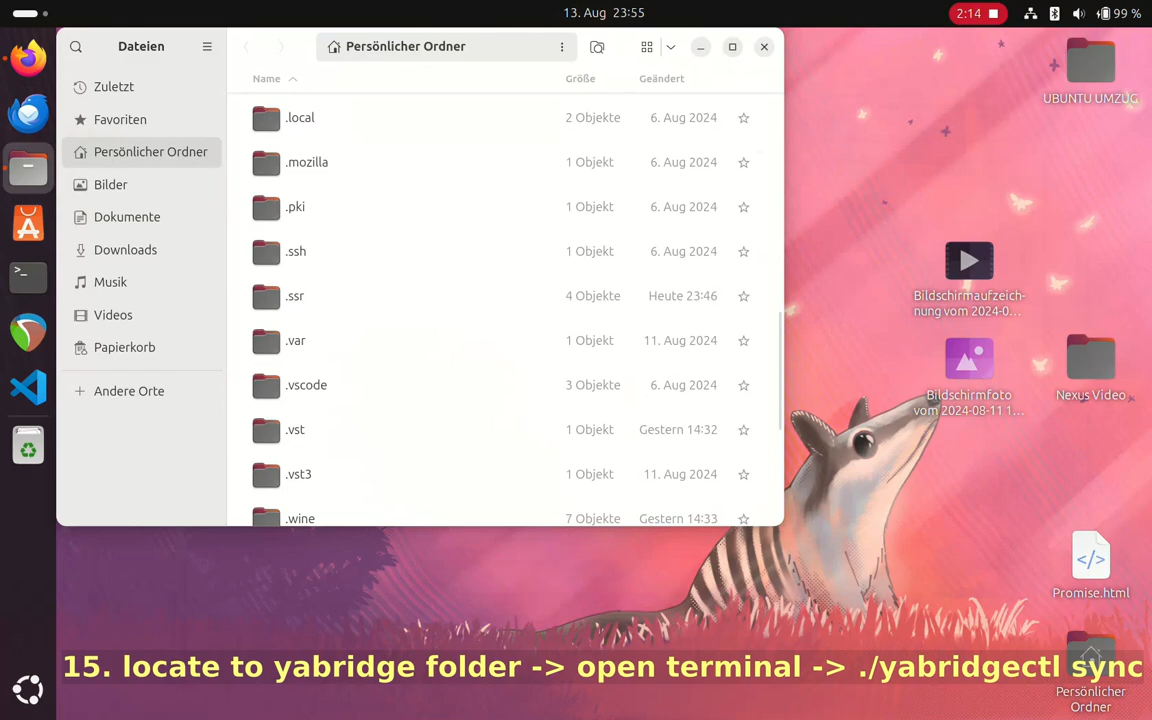 13. Aug 23:55
2:14
99 %
Dateien
Persönlicher Ordner
Zuletzt
Favoriten
Persönlicher Ordner
Bilder
Dokumente
Downloads
Musik
Videos
Papierkorb
Andere Orte
Name Größe Geändert
.local 2 Objekte 6. Aug 2024
.mozilla 1 Objekt 6. Aug 2024
.pki 1 Objekt 6. Aug 2024
.ssh 1 Objekt 6. Aug 2024
.ssr 4 Objekte Heute 23:46
.var 1 Objekt 11. Aug 2024
.vscode 3 Objekte 6. Aug 2024
.vst 1 Objekt Gestern 14:32
.vst3 1 Objekt 11. Aug 2024
.wine 7 Objekte Gestern 14:33
UBUNTU UMZUG
Bildschirmaufzeich-
nung vom 2024-0...
Bildschirmfoto
vom 2024-08-11 1...
Nexus Video
Promise.html
Persönlicher
Ordner
15. locate to yabridge folder -> open terminal -> ./yabridgectl sync